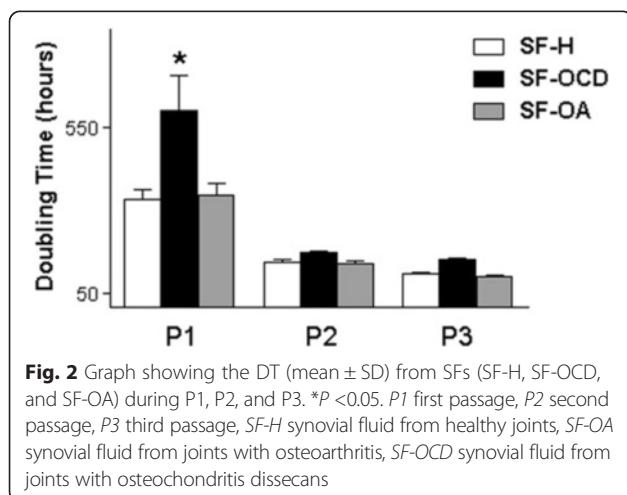 SF-H
SF-OCD
SF-OA
*
Doubling Time (hours)
550
50
P1 P2 P3
Fig. 2 Graph showing the DT (mean ± SD) from SFs (SF-H, SF-OCD,
and SF-OA) during P1, P2, and P3. *P <0.05. P1 first passage, P2 second
passage, P3 third passage, SF-H synovial fluid from healthy joints, SF-OA
synovial fluid from joints with osteoarthritis, SF-OCD synovial fluid from
joints with osteochondritis dissecans